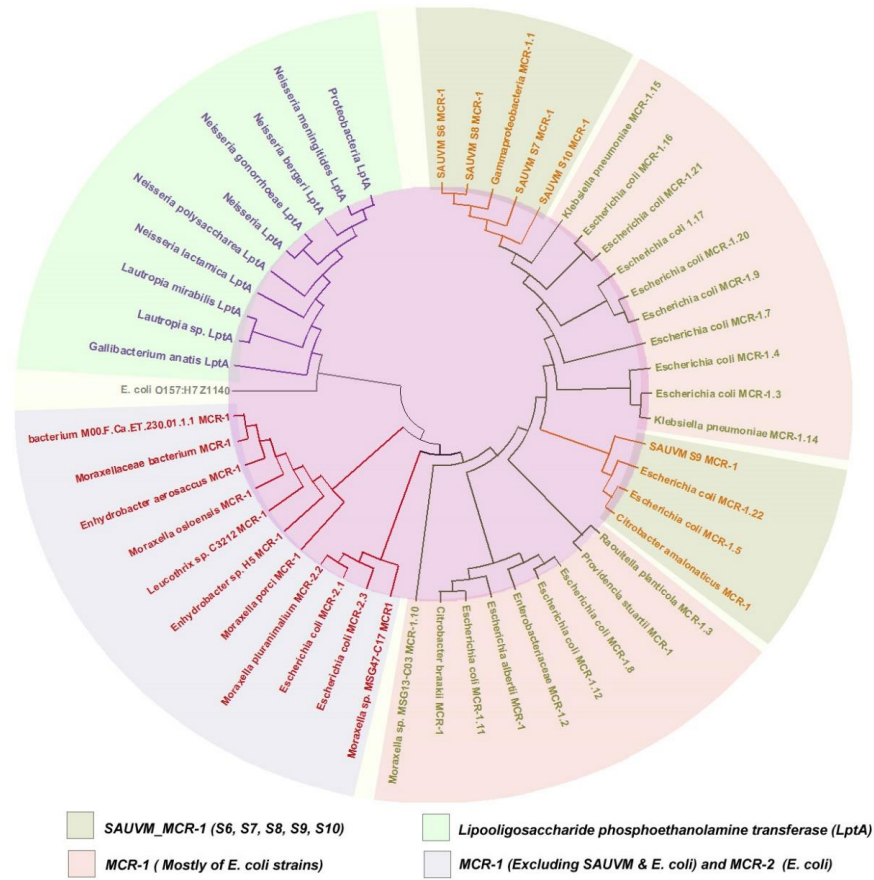 Proteobacteria LptA
Neisseria meningitides LptA
Neisseria bergeri LptA
Neisseria gonorrhoeae LptA
Neisseria LptA
Neisseria polysaccharea LptA
Neisseria lactamica LptA
Lautropia mirabilis LptA
Lautropia sp. LptA
Gallibacterium anatis LptA
E. coli O157:H7 Z1140
bacterium M00.F.Ca.ET.230.01.1.1 MCR-1
Moraxellaceae bacterium MCR-1
Enhydrobacter aerosaccus MCR-1
Moraxella osloensis MCR-1
Leucothrix sp. C3212 MCR-1
Enhydrobacter sp. H5 MCR-1
Moraxella porci MCR-1
Moraxella pluranimalium MCR-2.2
Escherichia coli MCR-2.1
Escherichia coli MCR-2.3
Moraxella sp. MSG47-C17 MCR1
Moraxella sp. MSG13-C03 MCR-1.10
Citrobacter braakii MCR-1
Escherichia coli MCR-1.11
Escherichia albertii MCR-1
Enterobacteriaceae MCR-1.2
Escherichia coli MCR-1.12
Escherichia coli MCR-1.8
Providencia stuartii MCR-1
Raoultella planticola MCR-1.3
Citrobacter amalonaticus MCR-1
Escherichia coli MCR-1.5
Escherichia coli MCR-1.22
SAUVM S9 MCR-1
Klebsiella pneumoniae MCR-1.14
Escherichia coli MCR-1.3
Escherichia coli MCR-1.4
Escherichia coli MCR-1.7
Escherichia coli MCR-1.9
Escherichia coli MCR-1.20
Escherichia coli 1.17
Escherichia coli MCR-1.21
Escherichia coli MCR-1.16
Klebsiella pneumoniae MCR-1.15
SAUVM S10 MCR-1
SAUVM S7 MCR-1
Gammaproteobacteria MCR-1.1
SAUVM S8 MCR-1
SAUVM S6 MCR-1
SAUVM_MCR-1 (S6, S7, S8, S9, S10)
Lipooligosaccharide phosphoethanolamine transferase (LptA)
MCR-1 ( Mostly of E. coli strains)
MCR-1 (Excluding SAUVM & E. coli) and MCR-2 (E. coli)